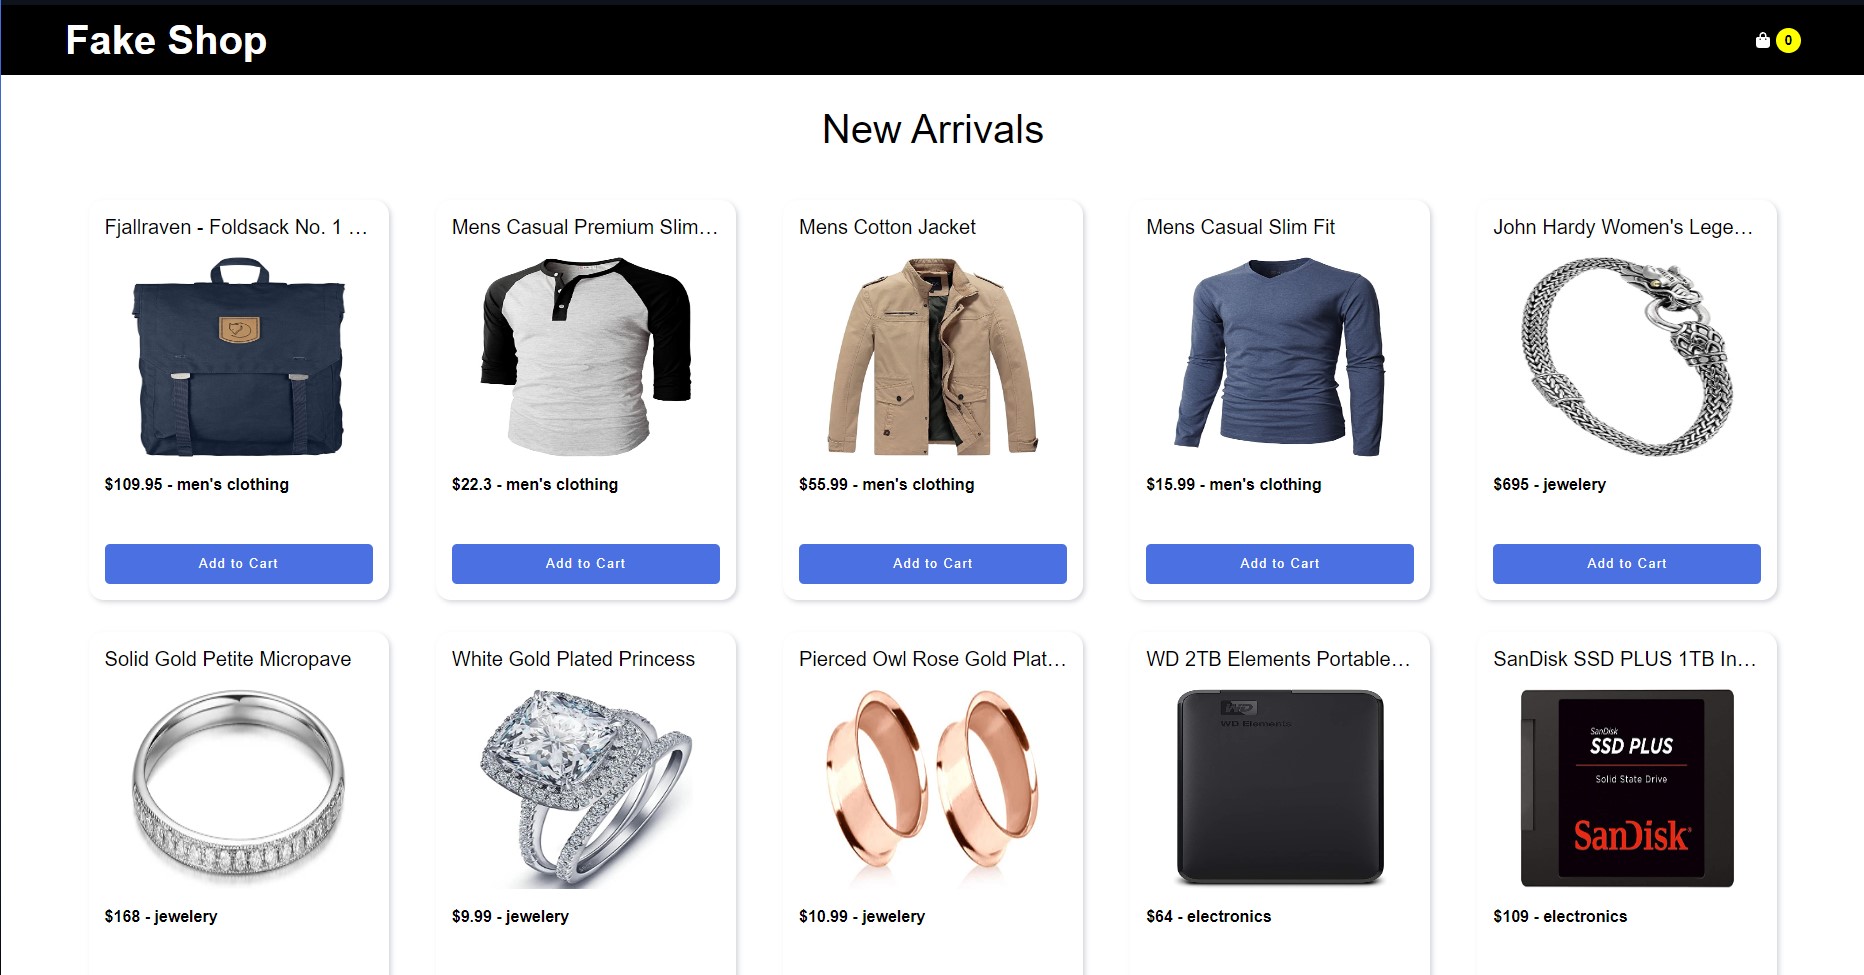 Fake Shop
0
New Arrivals
Fjallraven - Foldsack No. 1 ...
Mens Casual Premium Slim...
Mens Cotton Jacket
Mens Casual Slim Fit
John Hardy Women's Lege...
$109.95 - men's clothing
$22.3 - men's clothing
$55.99 - men's clothing
$15.99 - men's clothing
$695 - jewelery
Add to Cart
Add to Cart
Add to Cart
Add to Cart
Add to Cart
Solid Gold Petite Micropave
White Gold Plated Princess
Pierced Owl Rose Gold Plat...
WD 2TB Elements Portable...
SanDisk SSD PLUS 1TB In...
WD
WD Elements
SanDisk
SSD PLUS
Solid State Drive
SanDisk
$168 - jewelery
$9.99 - jewelery
$10.99 - jewelery
$64 - electronics
$109 - electronics